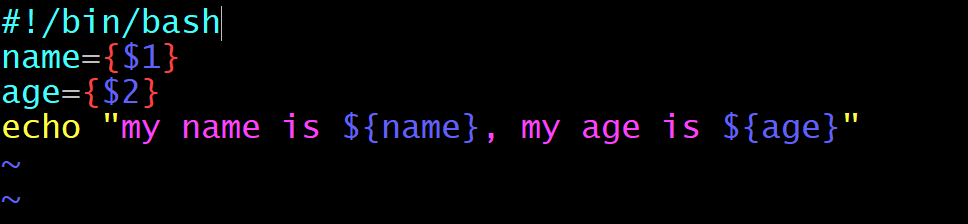 #!/bin/bash
name={$1}
age={$2}
echo "my name is ${name}, my age is ${age}"
~
~